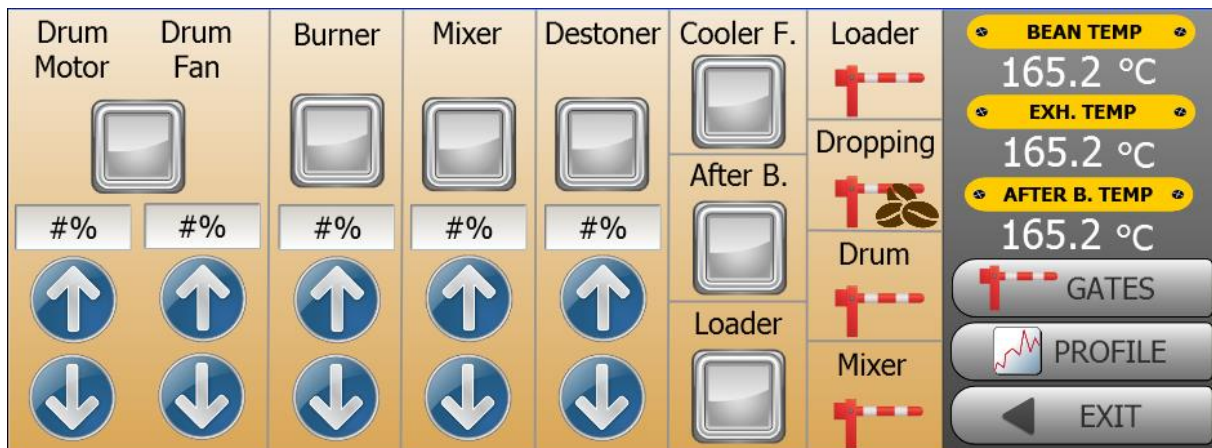 Drum Motor
Drum Fan
#%
#%
Burner
#%
Mixer
#%
Destoner
#%
Cooler F.
After B.
Loader
Loader
Dropping
Drum
Mixer
BEAN TEMP
165.2 °C
EXH. TEMP
165.2 °C
AFTER B. TEMP
165.2 °C
GATES
PROFILE
EXIT